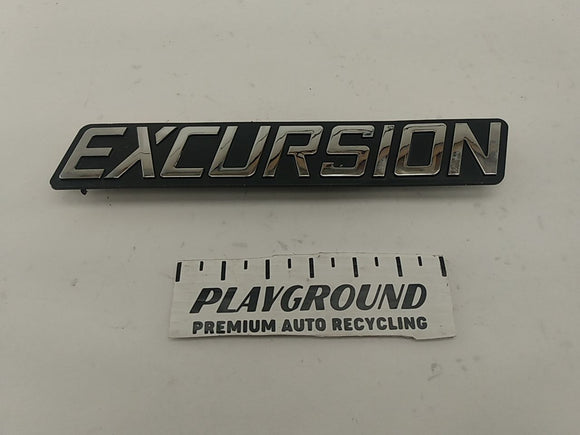 EXCURSION
PLAYGROUND
PREMIUM AUTO RECYCLING